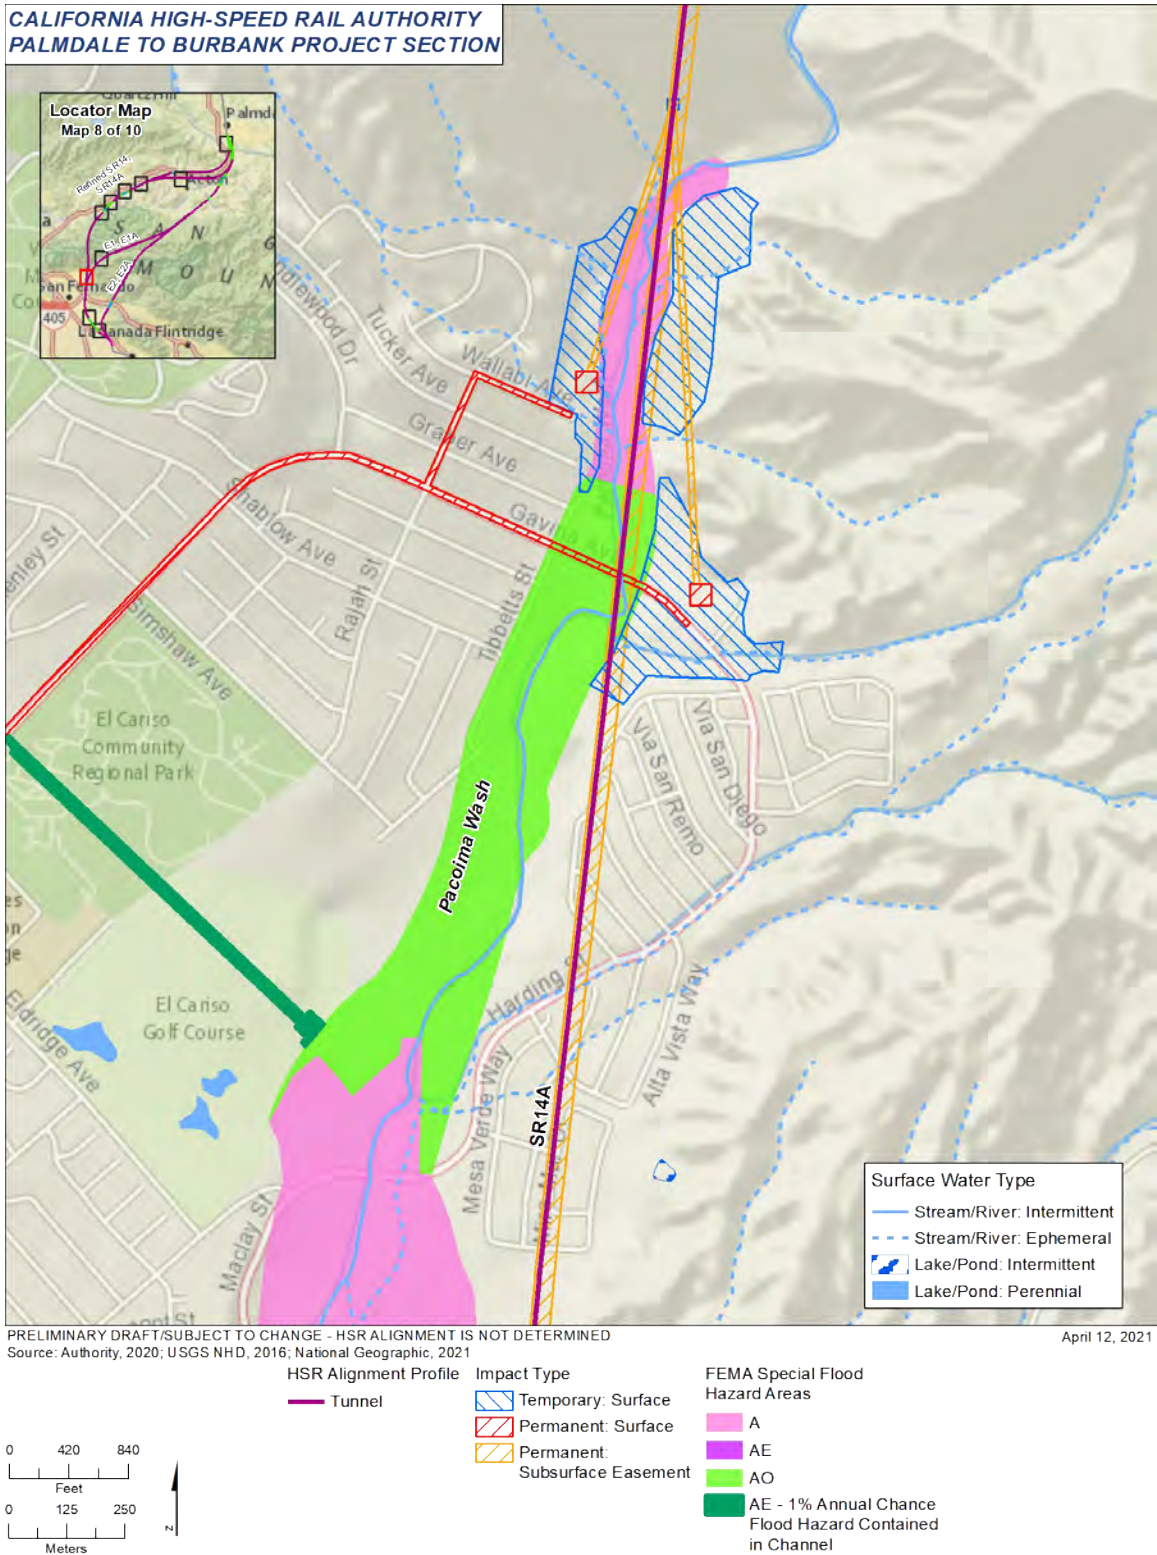 CALIFORNIA HIGH-SPEED RAIL AUTHORITY
PALMDALE TO BURBANK PROJECT SECTION
Locator Map
Map 8 of 10
Palmd
Refined SR14,
SR14A
Acton
S A N G
M O U N
E1, E1A
E2, E2A
San Fernando
405
La Canada Flintridge
ndlewood Dr
Tucker Ave
Wallabi Ave
Graber Ave
Gavina Ave
Shablow Ave
enley St
Rajah St
Tibbetts St
Simshaw Ave
El Cariso
Community
Regional Park
Pacoima Wash
Via San Diego
Via San Remo
El Cariso
Golf Course
Eldridge Ave
Harding St
Alta Vista Way
Mesa Verde Way
SR14A
Maclay St
Surface Water Type
Stream/River: Intermittent
Stream/River: Ephemeral
Lake/Pond: Intermittent
Lake/Pond: Perennial
PRELIMINARY DRAFT/SUBJECT TO CHANGE - HSR ALIGNMENT IS NOT DETERMINED
April 12, 2021
Source: Authority, 2020; USGS NHD, 2016; National Geographic, 2021
HSR Alignment Profile
Tunnel
Impact Type
Temporary: Surface
Permanent: Surface
Permanent:
Subsurface Easement
FEMA Special Flood
Hazard Areas
A
AE
AO
AE - 1% Annual Chance
Flood Hazard Contained
in Channel
0 420 840
Feet
0 125 250
Meters
N